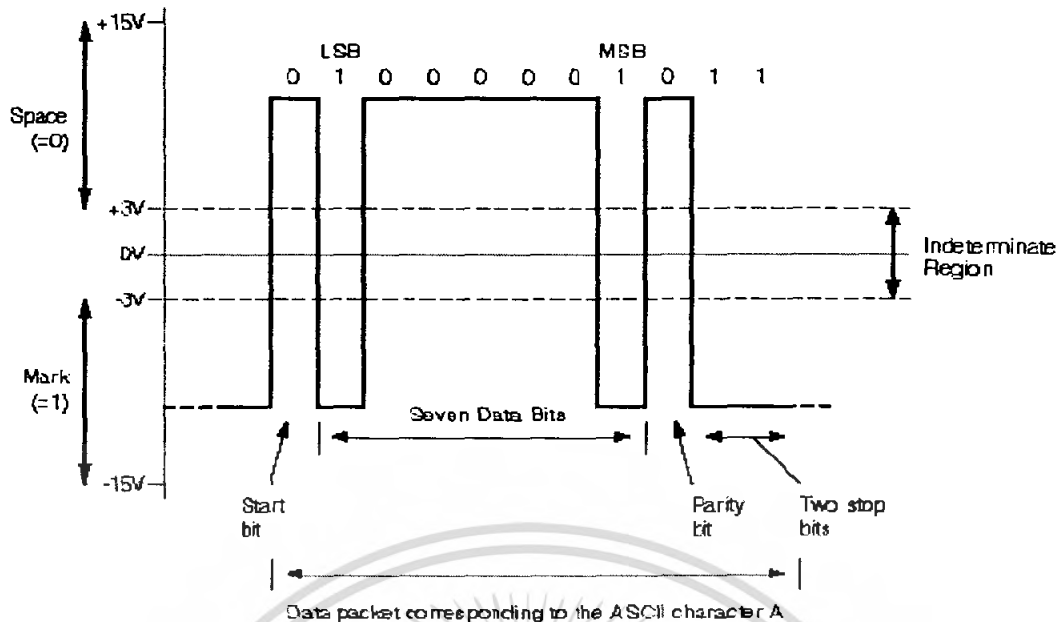 +15V
LSB MSB
0 1 0 0 0 0 0 1 0 1 1
Space
(=0)
+3V
0V
Indeterminate
Region
-3V
Mark
(=1)
Seven Data Bits
-15V
Start
bit
Parity
bit
Two stop
bits
Data packet corresponding to the ASCII character A